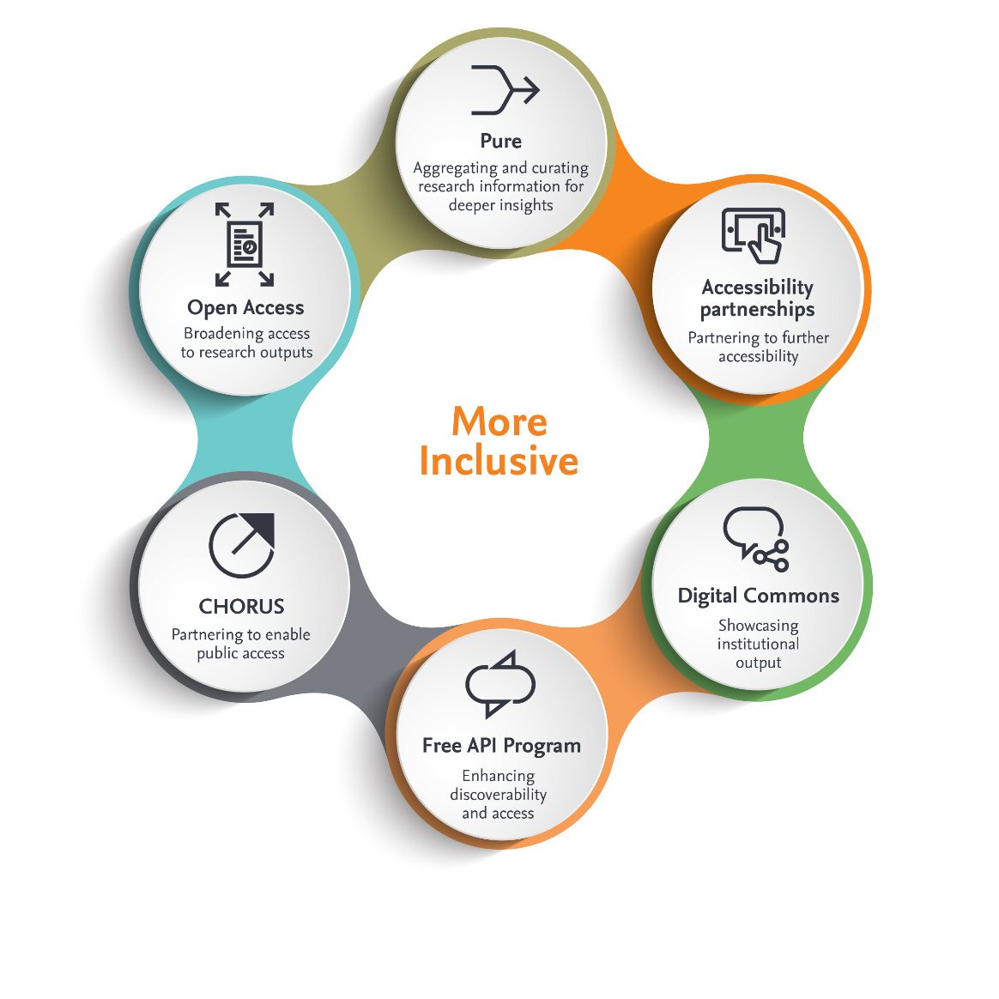 Pure
Aggregating and curating
research information for
deeper insights
Accessibility
partnerships
Partnering to further
accessibility
Open Access
Broadening access
to research outputs
More
Inclusive
Digital Commons
Showcasing
institutional
output
CHORUS
Partnering to enable
public access
Free API Program
Enhancing
discoverability
and access